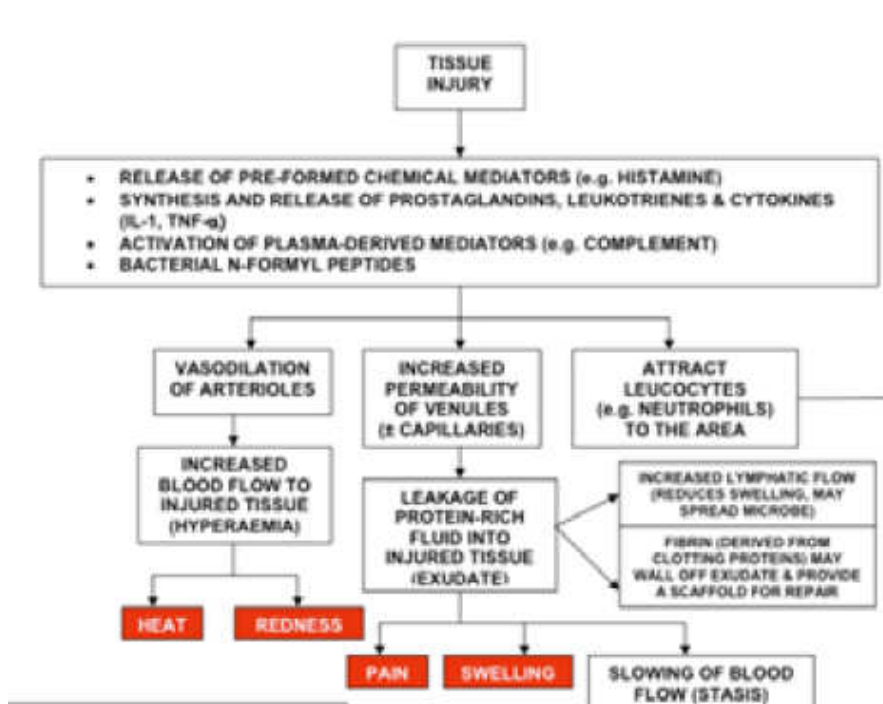 TISSUE
INJURY
• RELEASE OF PRE-FORMED CHEMICAL MEDIATORS (e.g. HISTAMINE)
• SYNTHESIS AND RELEASE OF PROSTAGLANDINS, LEUKOTRIENES & CYTOKINES
(IL-1, TNF-α)
• ACTIVATION OF PLASMA-DERIVED MEDIATORS (e.g. COMPLEMENT)
• BACTERIAL N-FORMYL PEPTIDES
VASODILATION
OF ARTERIOLES
INCREASED
PERMEABILITY
OF VENULES
(± CAPILLARIES)
ATTRACT
LEUCOCYTES
(e.g. NEUTROPHILS)
TO THE AREA
INCREASED
BLOOD FLOW TO
INJURED TISSUE
(HYPERAEMIA)
LEAKAGE OF
PROTEIN-RICH
FLUID INTO
INJURED TISSUE
(EXUDATE)
INCREASED LYMPHATIC FLOW
(REDUCES SWELLING, MAY
SPREAD MICROBE)
FIBRIN (DERIVED FROM
CLOTTING PROTEINS) MAY
WALL OFF EXUDATE & PROVIDE
A SCAFFOLD FOR REPAIR
HEAT
REDNESS
PAIN
SWELLING
SLOWING OF BLOOD
FLOW (STASIS)